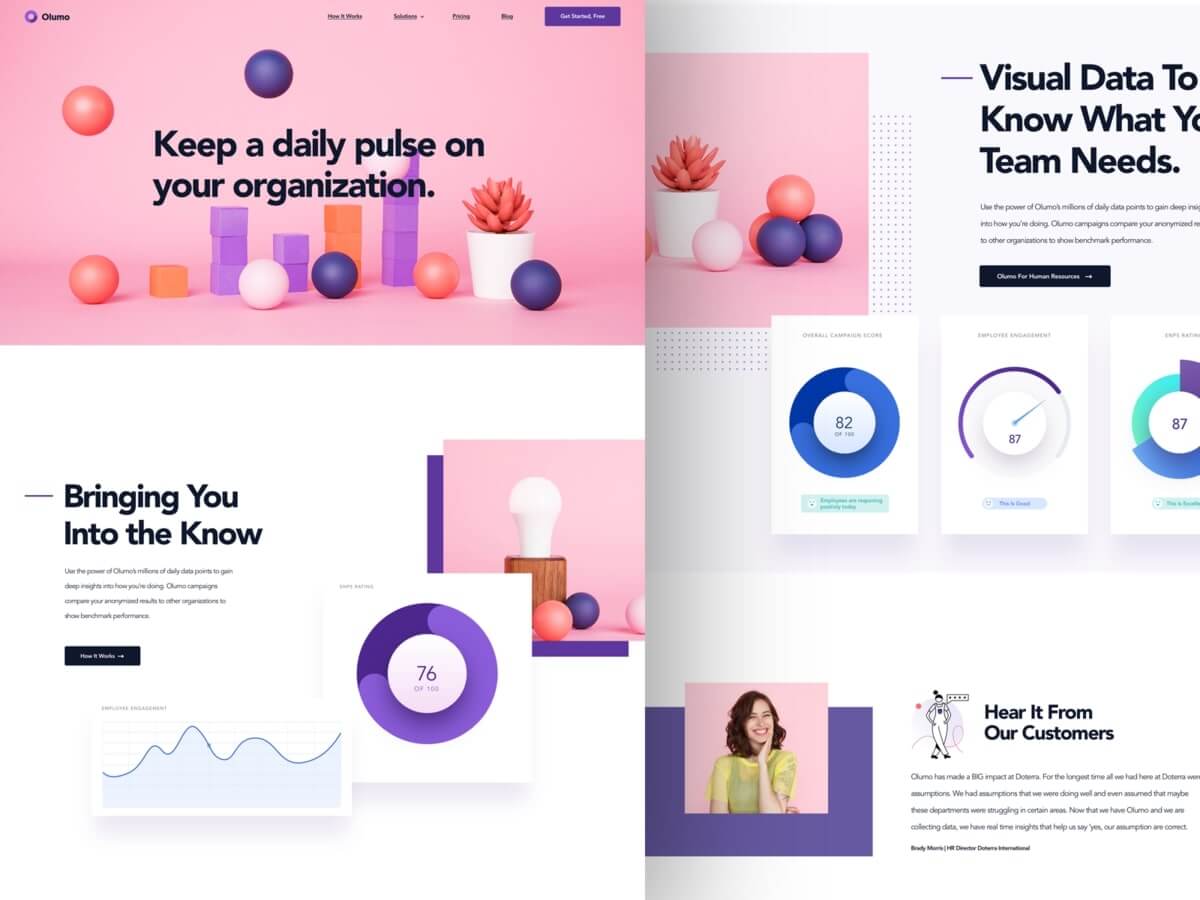 Olumo
How It Works
Solutions
Pricing
Blog
Get Started, Free
Keep a daily pulse on
your organization.
Bringing You
Into the Know
Use the power of Olumo's millions of daily data points to gain
deep insights into how you're doing. Olumo campaigns
compare your anonymized results to other organizations to
show benchmark performance.
How It Works
ENPS RATING
76
OF 100
EMPLOYEE ENGAGEMENT
Visual Data To
Know What Yo
Team Needs.
Use the power of Olumo's millions of daily data points to gain deep insig
into how you're doing. Olumo campaigns compare your anonymized re
to other organizations to show benchmark performance.
Olumo For Human Resources
OVERALL CAMPAIGN SCORE
82
OF 100
Employees are responing
positively today
EMPLOYEE ENGAGEMENT
87
This is Good
ENPS RATIN
87
This is Excelle
Hear It From
Our Customers
Olumo has made a BIG impact at Doterra. For the longest time all we had here at Doterra were
assumptions. We had assumptions that we were doing well and even assumed that maybe
these departments were struggling in certain areas. Now that we have Olumo and we are
collecting data, we have real time insights that help us say 'yes, our assumption are correct.
Brady Morris | HR Director Doterra International